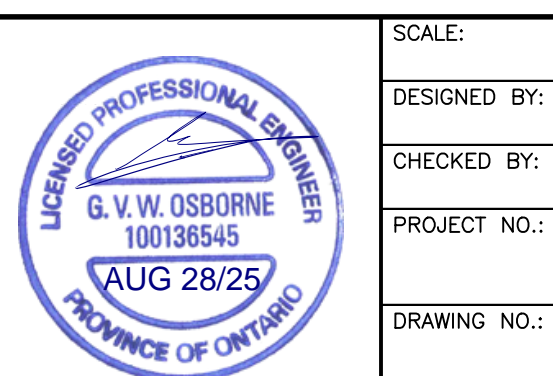 LICENSED PROFESSIONAL ENGINEER
G. V. W. OSBORNE
100136545
AUG 28/25
PROVINCE OF ONTARIO
SCALE:
DESIGNED BY:
CHECKED BY:
PROJECT NO.:
DRAWING NO.: